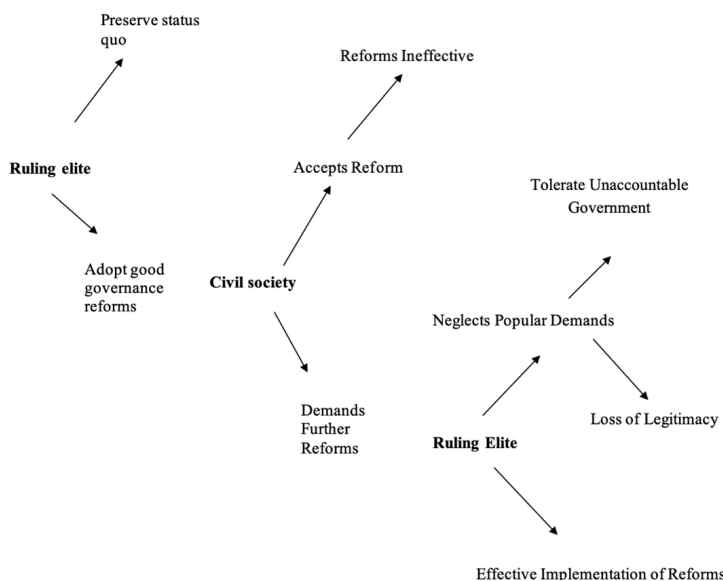 Preserve status
quo
Reforms Ineffective
Ruling elite
Accepts Reform
Tolerate Unaccountable
Government
Adopt good
governance
reforms
Civil society
Neglects Popular Demands
Demands
Further
Reforms
Loss of Legitimacy
Ruling Elite
Effective Implementation of Reforms